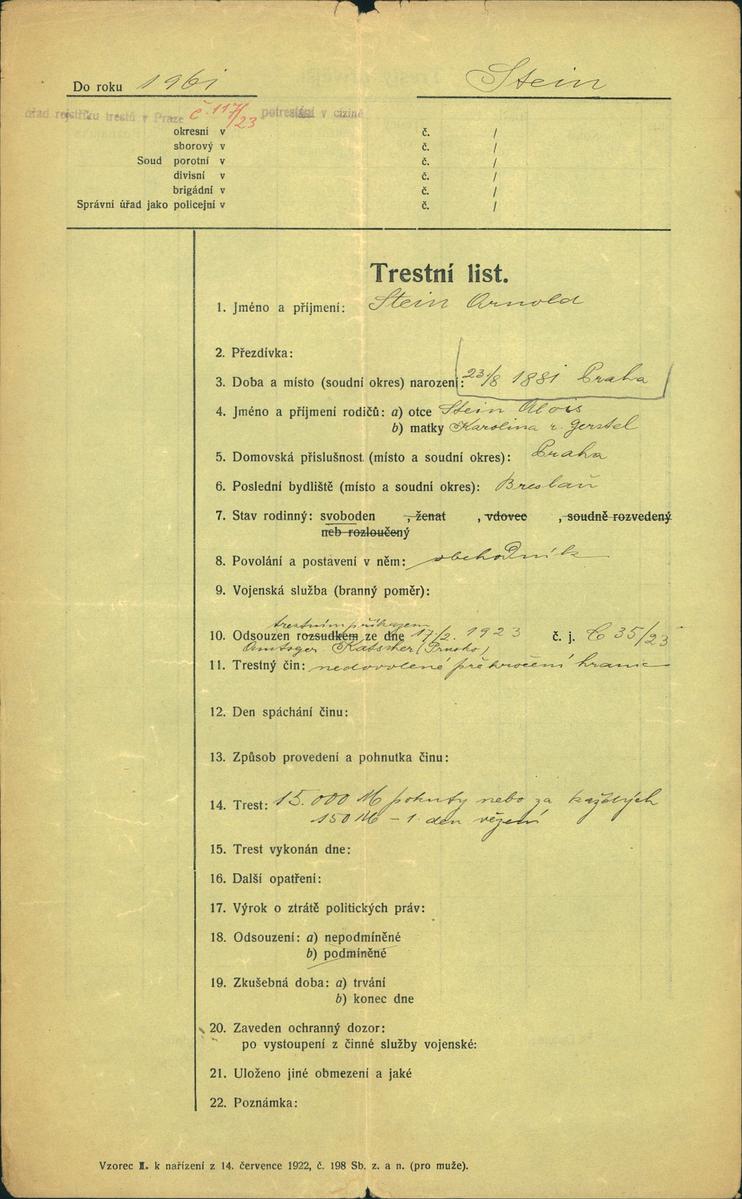 Do roku 1961 Stein
úřad rejstříku trestů v Praze č. 117/23 potrestání v cizině
okresní v č. /
sborový v č. /
Soud porotní v č. /
divisní v č. /
brigádní v č. /
Správní úřad jako policejní v č. /
Trestní list.
1. Jméno a příjmení: Stein Arnold
2. Přezdívka:
3. Doba a místo (soudní okres) narození: 23/8 1881 Praha
4. Jméno a příjmení rodičů: a) otce Stein Alois
b) matky Karolina r. Gerstel
5. Domovská příslušnost (místo a soudní okres): Praha
6. Poslední bydliště (místo a soudní okres): Breslau
7. Stav rodinný: svoboden , ženat , vdovec , soudně rozvedený
neb rozloučený
8. Povolání a postavení v něm: obchodník
9. Vojenská služba (branný poměr):
trestním příkazem
10. Odsouzen rozsudkem ze dne 17/2. 1923 č. j. C 35/23
Amtsger Katscher (Prusko)
11. Trestný čin: nedovolené překročení hranic
12. Den spáchání činu:
13. Způsob provedení a pohnutka činu:
14. Trest: 15.000 M pokuty nebo za každých
150 M – 1 den vězení
15. Trest vykonán dne:
16. Další opatření:
17. Výrok o ztrátě politických práv:
18. Odsouzení: a) nepodmíněné
b) podmíněné
19. Zkušebná doba: a) trvání
b) konec dne
20. Zaveden ochranný dozor:
po vystoupení z činné služby vojenské:
21. Uloženo jiné obmezení a jaké
22. Poznámka:
Vzorec II. k nařízení z 14. července 1922, č. 198 Sb. z. a n. (pro muže).